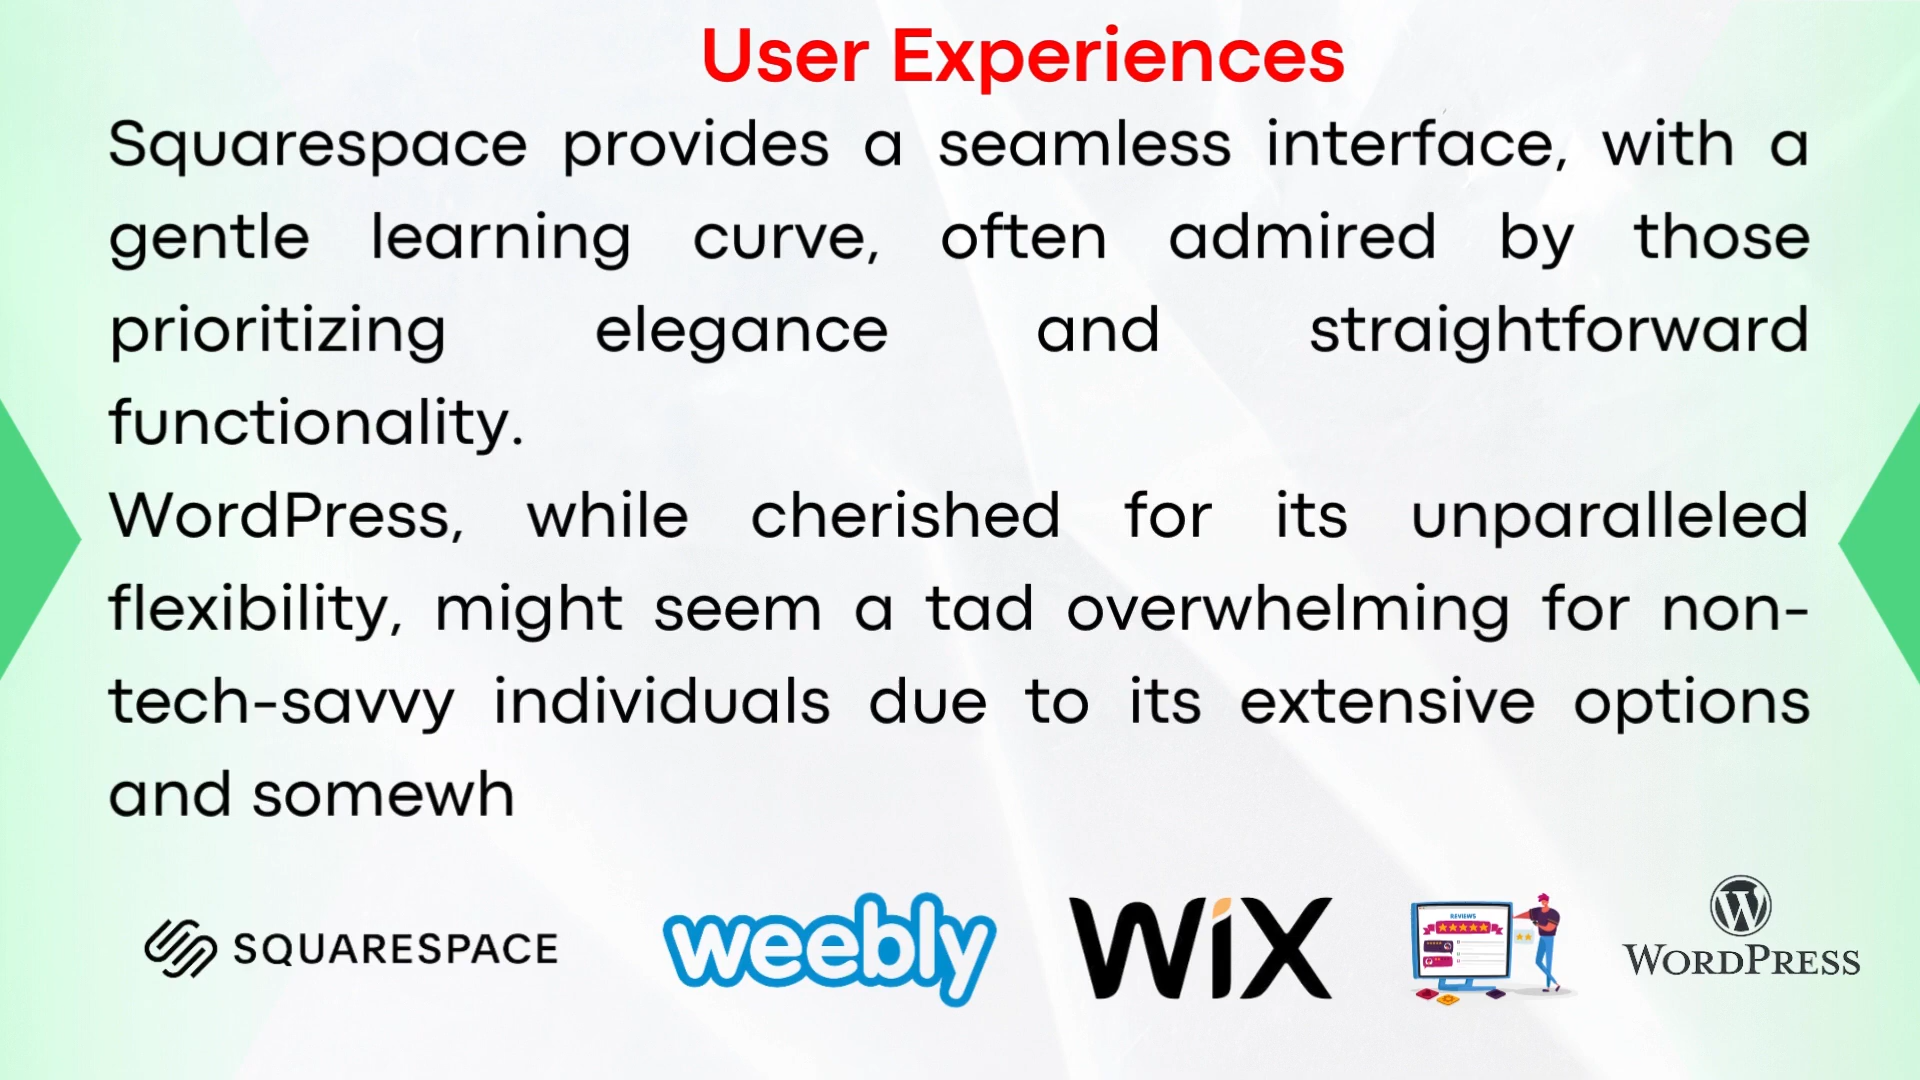 User Experiences
Squarespace provides a seamless interface, with a
gentle learning curve, often admired by those
prioritizing elegance and straightforward
functionality.
WordPress, while cherished for its unparalleled
flexibility, might seem a tad overwhelming for non-
tech-savvy individuals due to its extensive options
and somewh
SQUARESPACE
weebly
WiX
REVIEWS
W
WORDPRESS